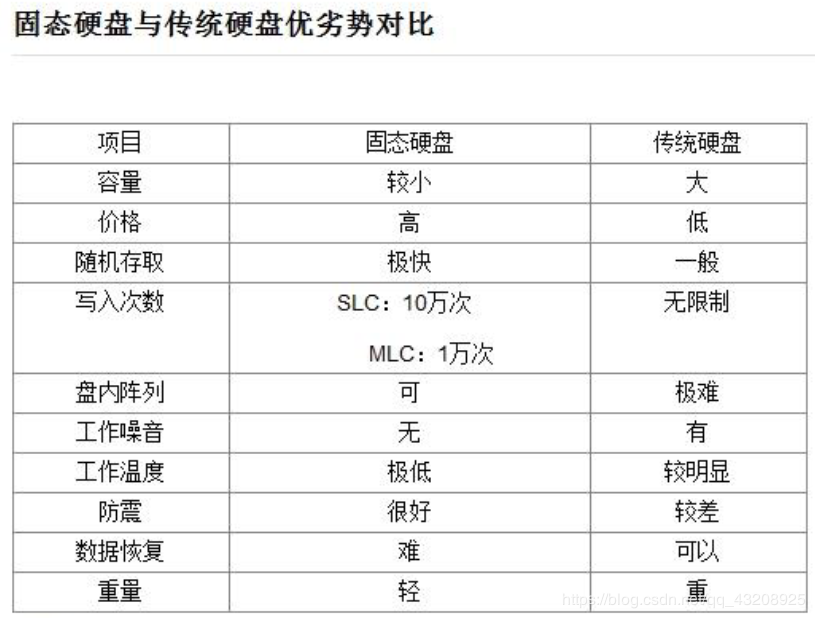 固态硬盘与传统硬盘优劣势对比
项目 固态硬盘 传统硬盘
容量 较小 大
价格 高 低
随机存取 极快 一般
写入次数 SLC：10万次 无限制
MLC：1万次
盘内阵列 可 极难
工作噪音 无 有
工作温度 极低 较明显
防震 很好 较差
数据恢复 难 可以
重量 轻 重
https://blog.csdn.net/qq_43208925